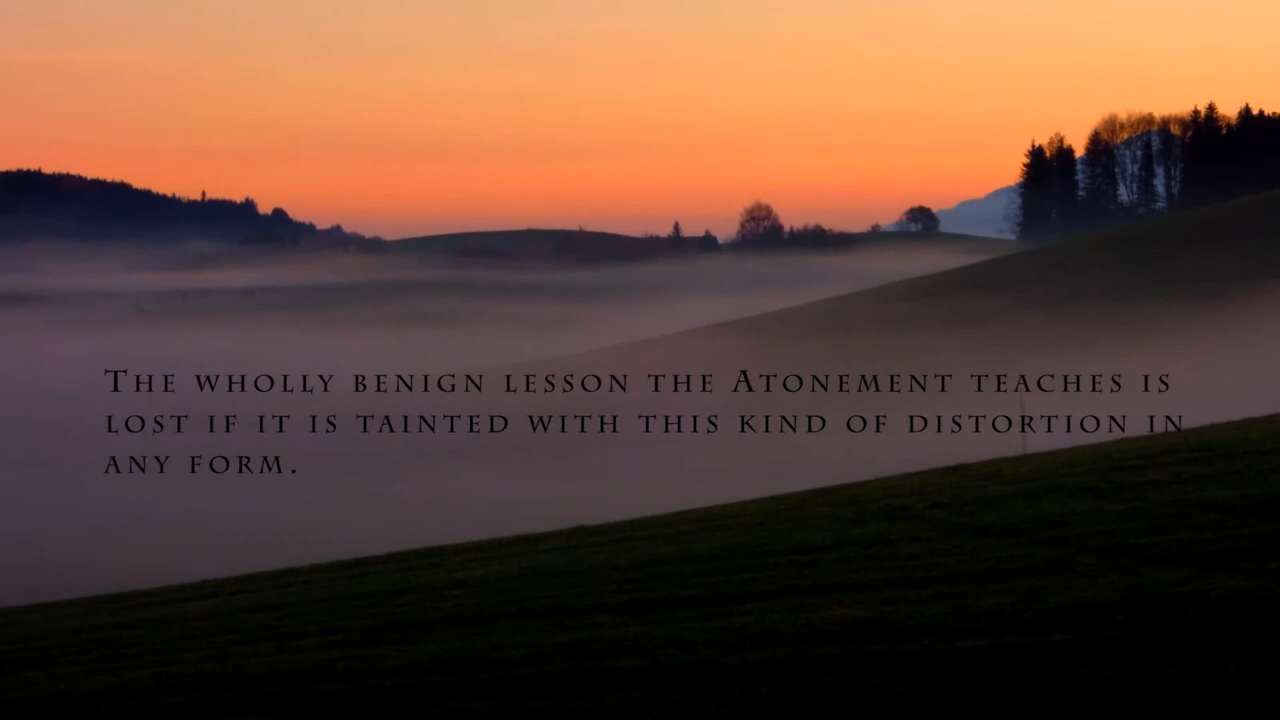 The wholly benign lesson the Atonement teaches is
lost if it is tainted with this kind of distortion in
any form.